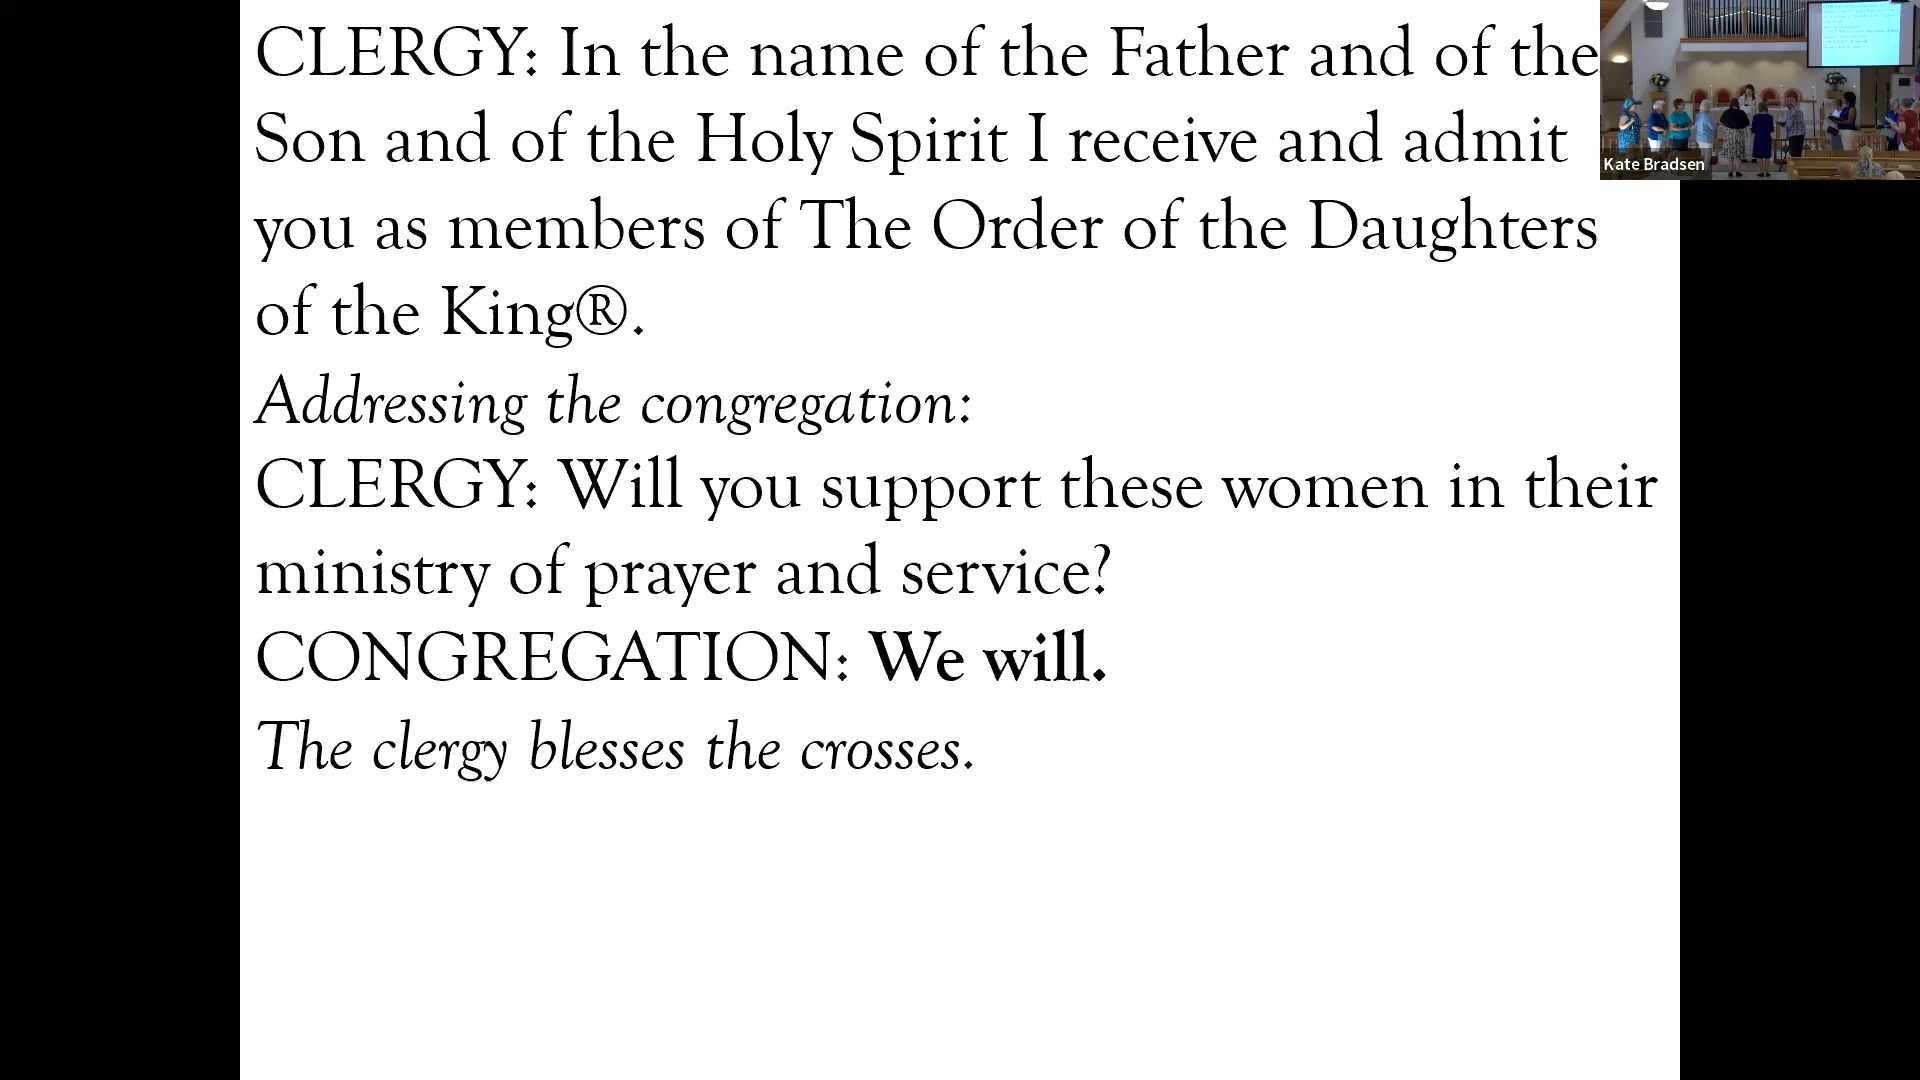 CLERGY: In the name of the Father and of the
Son and of the Holy Spirit I receive and admit
you as members of The Order of the Daughters
of the King®.
Addressing the congregation:
CLERGY: Will you support these women in their
ministry of prayer and service?
CONGREGATION: We will.
The clergy blesses the crosses.
Kate Bradsen